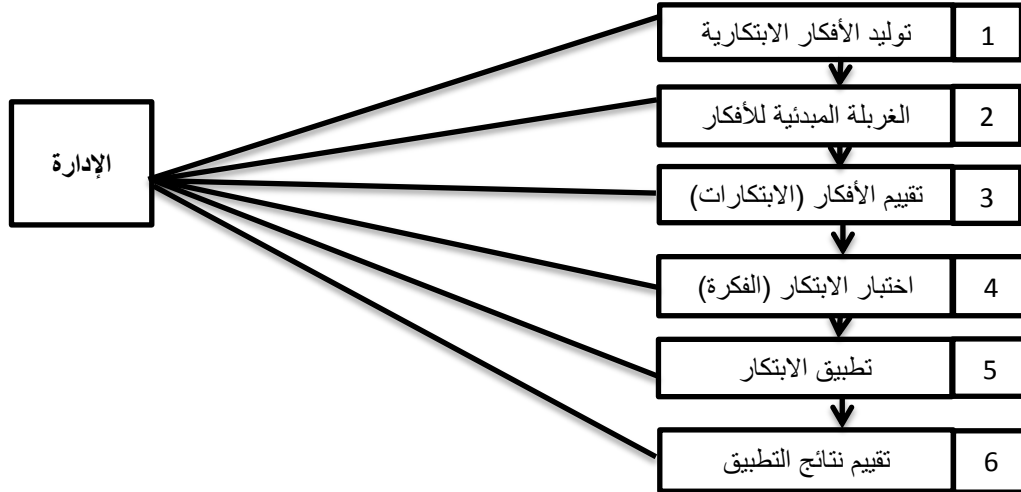 توليد الأفكار الابتكارية 1
الغربلة المبدئية للأفكار 2
الإدارة
تقييم الأفكار (الابتكارات) 3
اختبار الابتكار (الفكرة) 4
تطبيق الابتكار 5
تقييم نتائج التطبيق 6